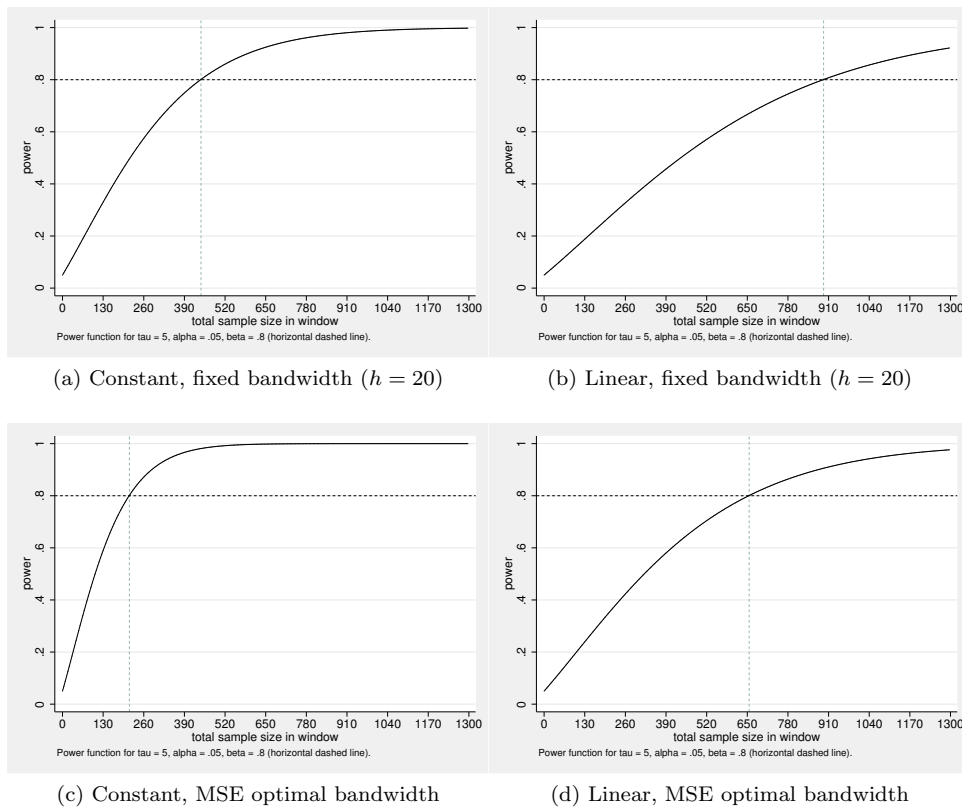 power
1
.8
.6
.4
.2
0
0 130 260 390 520 650 780 910 1040 1170 1300
total sample size in window
Power function for tau = 5, alpha = .05, beta = .8 (horizontal dashed line).
(a) Constant, fixed bandwidth (h = 20)
power
1
.8
.6
.4
.2
0
0 130 260 390 520 650 780 910 1040 1170 1300
total sample size in window
Power function for tau = 5, alpha = .05, beta = .8 (horizontal dashed line).
(b) Linear, fixed bandwidth (h = 20)
power
1
.8
.6
.4
.2
0
0 130 260 390 520 650 780 910 1040 1170 1300
total sample size in window
Power function for tau = 5, alpha = .05, beta = .8 (horizontal dashed line).
(c) Constant, MSE optimal bandwidth
power
1
.8
.6
.4
.2
0
0 130 260 390 520 650 780 910 1040 1170 1300
total sample size in window
Power function for tau = 5, alpha = .05, beta = .8 (horizontal dashed line).
(d) Linear, MSE optimal bandwidth